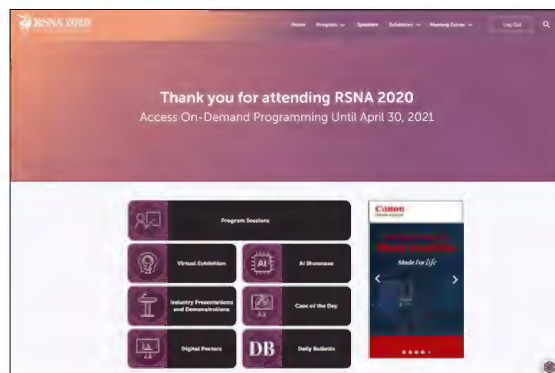 RSNA 2020
Home Program Speakers Exhibitors Meeting Extras Log Out
Thank you for attending RSNA 2020
Access On-Demand Programming Until April 30, 2021
Program Sessions
Virtual Exhibition
AI
AI Showcase
Industry Presentations
and Demonstrations
Case of the Day
Digital Posters
DB
Daily Bulletin
Canon
Made For life